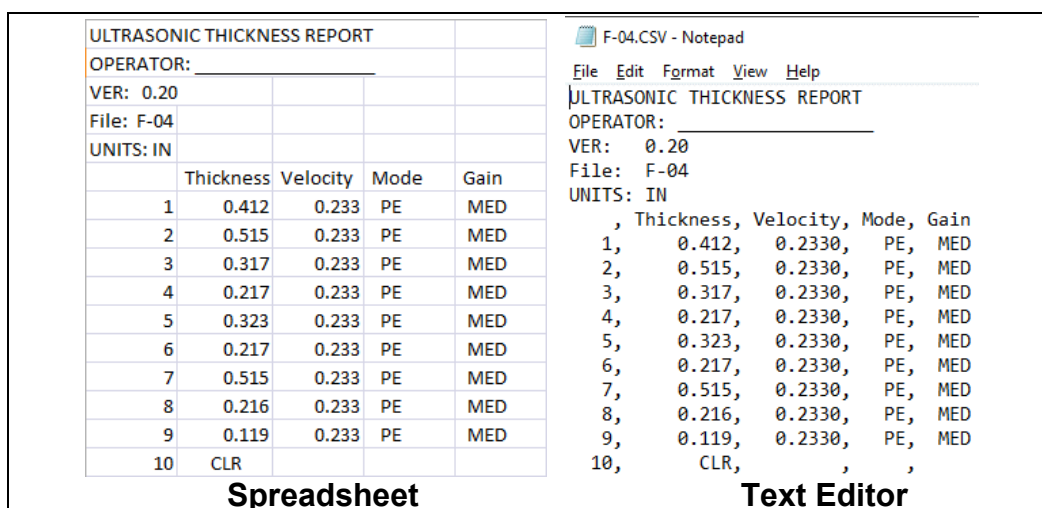 ULTRASONIC THICKNESS REPORT
OPERATOR: ___________________
VER: 0.20
File: F-04
UNITS: IN
Thickness Velocity Mode Gain
1 0.412 0.233 PE MED
2 0.515 0.233 PE MED
3 0.317 0.233 PE MED
4 0.217 0.233 PE MED
5 0.323 0.233 PE MED
6 0.217 0.233 PE MED
7 0.515 0.233 PE MED
8 0.216 0.233 PE MED
9 0.119 0.233 PE MED
10 CLR
Spreadsheet
F-04.CSV - Notepad
File Edit Format View Help
ULTRASONIC THICKNESS REPORT
OPERATOR: ___________________
VER: 0.20
File: F-04
UNITS: IN
, Thickness, Velocity, Mode, Gain
1, 0.412, 0.2330, PE, MED
2, 0.515, 0.2330, PE, MED
3, 0.317, 0.2330, PE, MED
4, 0.217, 0.2330, PE, MED
5, 0.323, 0.2330, PE, MED
6, 0.217, 0.2330, PE, MED
7, 0.515, 0.2330, PE, MED
8, 0.216, 0.2330, PE, MED
9, 0.119, 0.2330, PE, MED
10, CLR, , ,
Text Editor